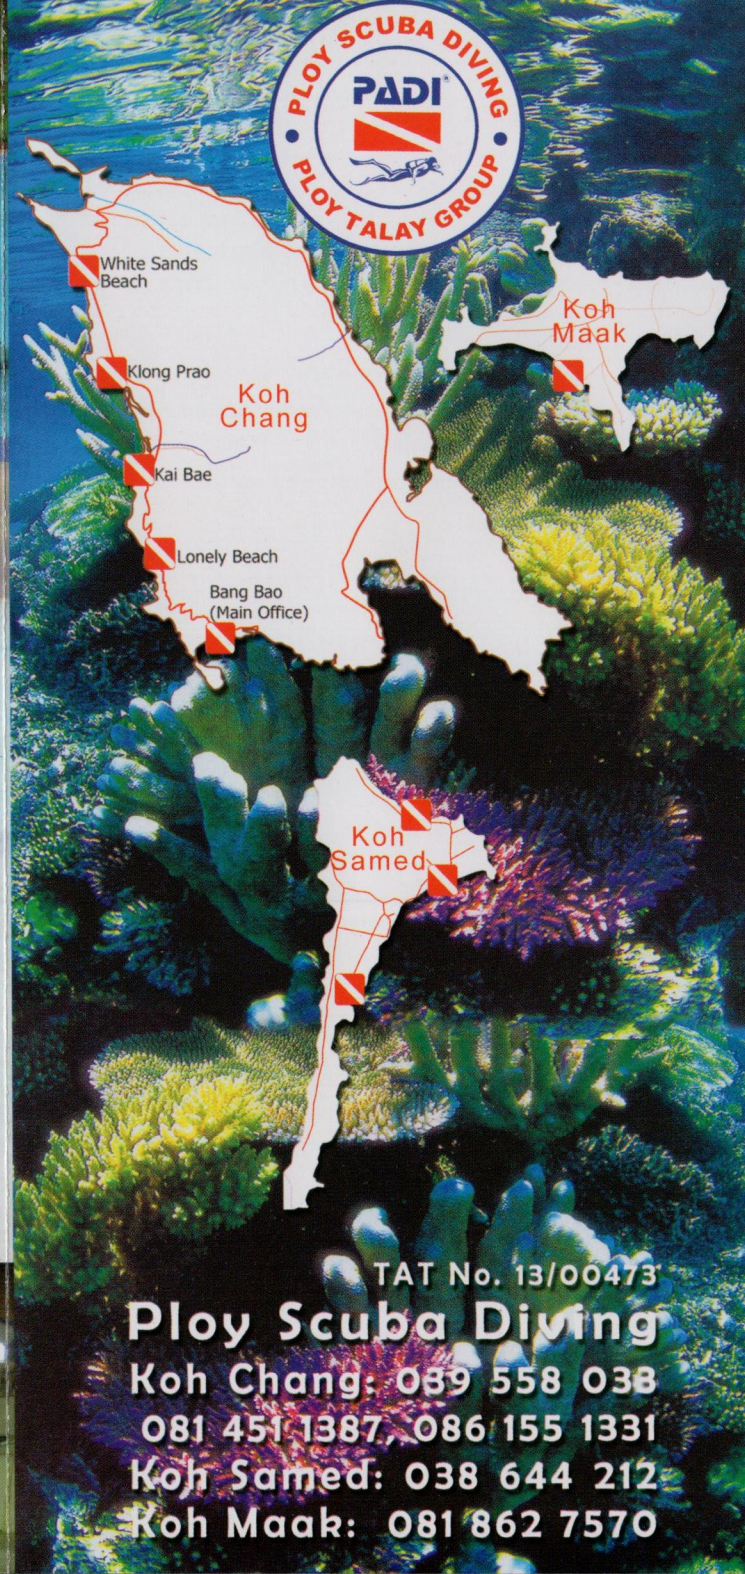 PLOY SCUBA DIVING
PADI®
PLOY TALAY GROUP
White Sands
Beach
Klong Prao
Koh
Chang
Kai Bae
Lonely Beach
Bang Bao
(Main Office)
Koh
Maak
Koh
Samed
TAT No. 13/00473
Ploy Scuba Diving
Koh Chang: 039 558 033
081 451 1387, 086 155 1331
Koh Samed: 038 644 212
Koh Maak: 081 862 7570